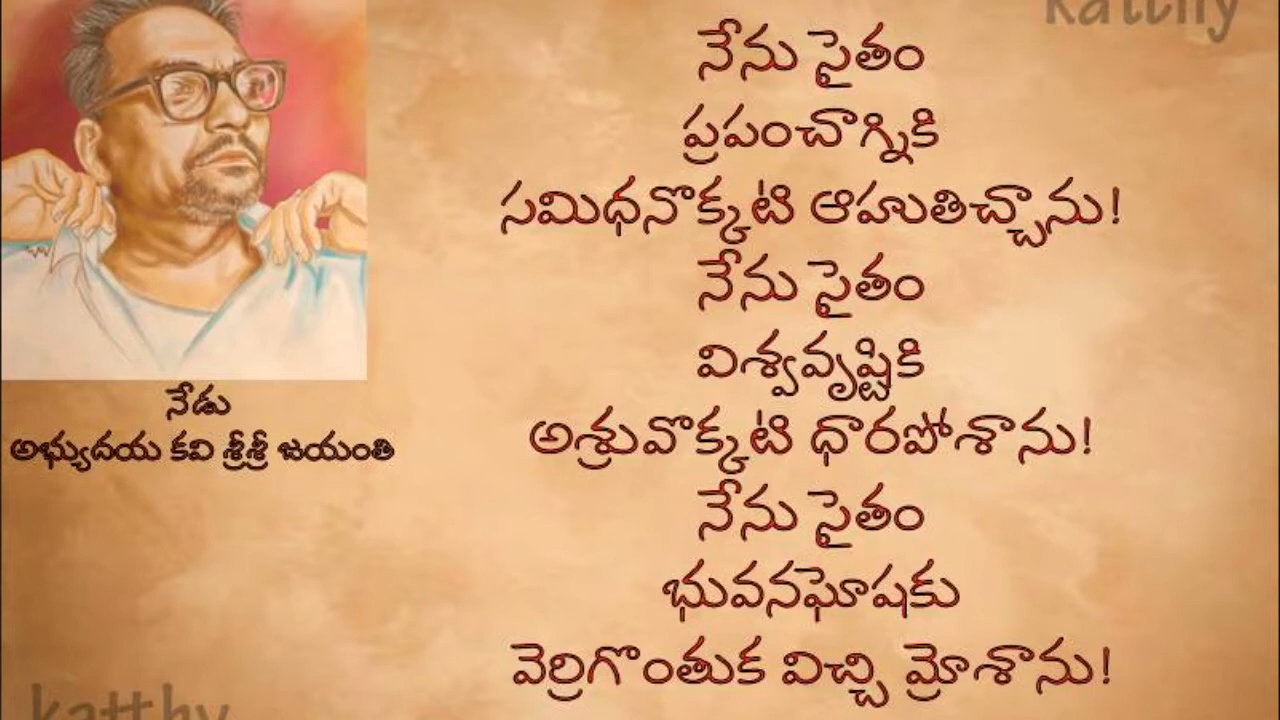 katthy
నేను సైతం
ప్రపంచాగ్నికి
సమిధనొక్కటి ఆహుతిచ్చాను!
నేను సైతం
విశ్వవృష్టికి
అశ్రువొక్కటి ధారపోశాను!
నేను సైతం
భువనఘోషకు
వెర్రిగొంతుక విచ్చి మ్రోశాను!
నేడు
అభ్యుదయ కవి శ్రీశ్రీ జయంతి
katthy